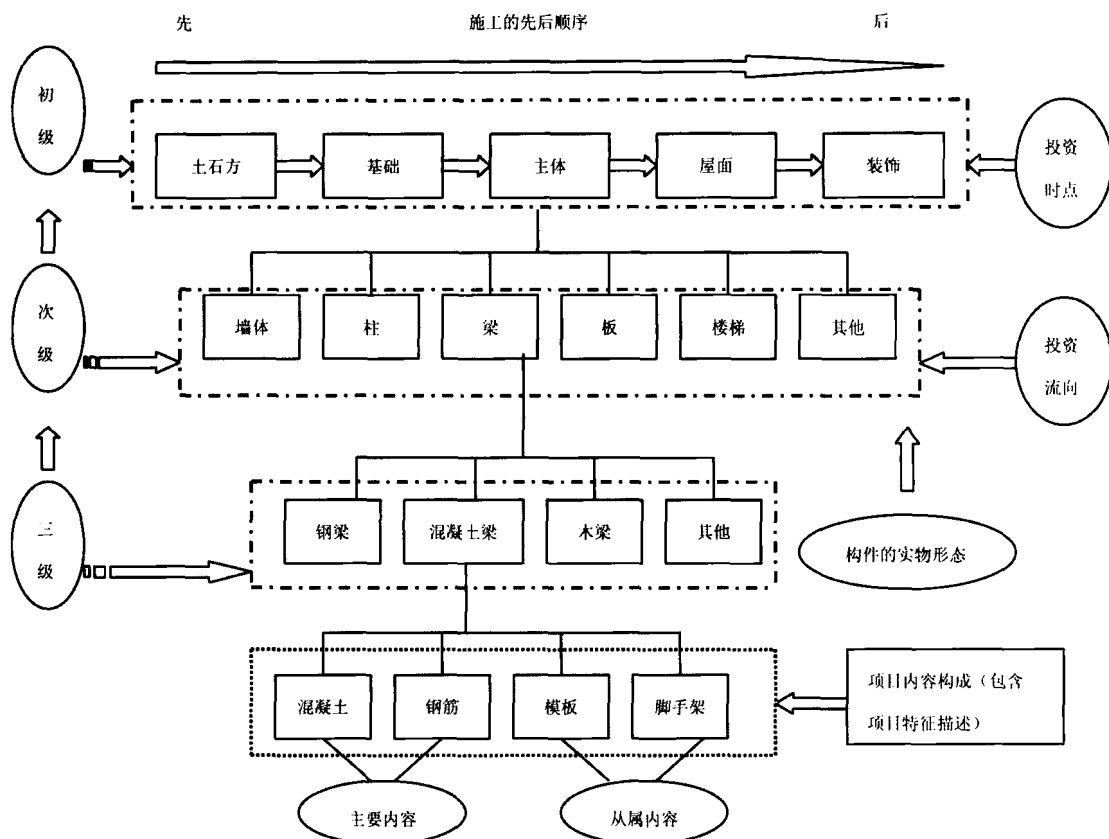 先
施工的先后顺序
后
初级
土石方
基础
主体
屋面
装饰
投资
时点
次级
墙体
柱
梁
板
楼梯
其他
投资
流向
三级
钢梁
混凝土梁
木梁
其他
构件的实物形态
混凝土
钢筋
模板
脚手架
项目内容构成（包含
项目特征描述）
主要内容
从属内容